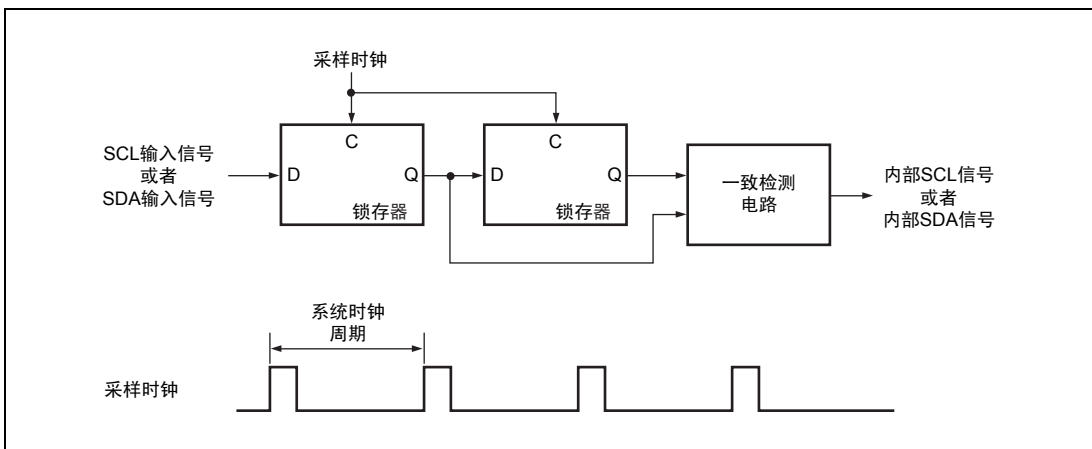 采样时钟
SCL输入信号
或者
SDA输入信号
C
D
Q
锁存器
C
D
Q
锁存器
一致检测
电路
内部SCL信号
或者
内部SDA信号
系统时钟
周期
采样时钟